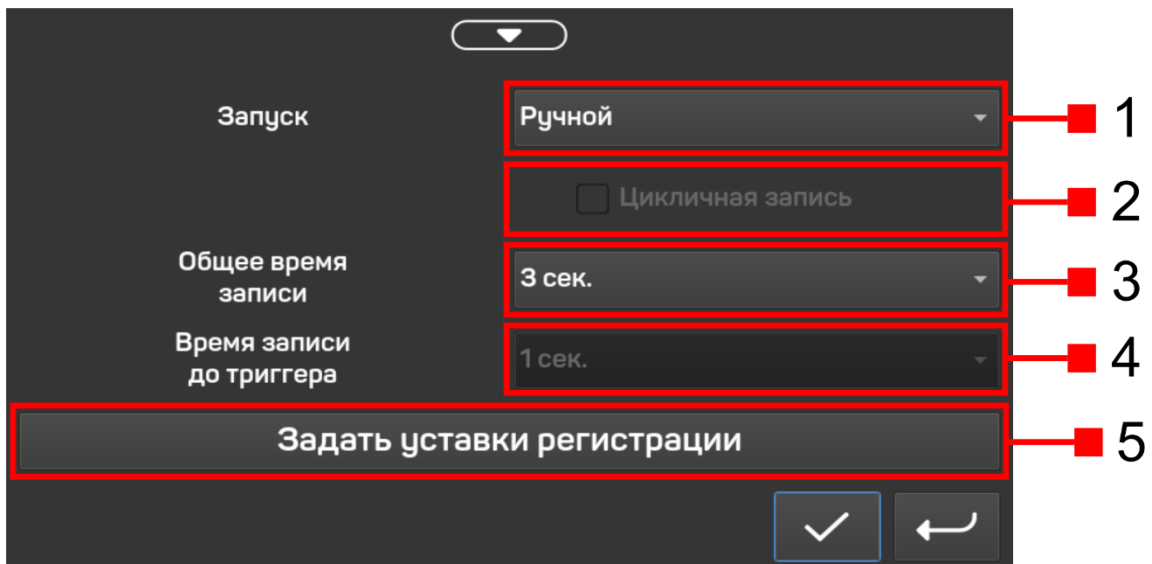 Запуск
Ручной
1
Цикличная запись
2
Общее время
записи
3 сек.
3
Время записи
до триггера
1 сек.
4
Задать уставки регистрации
5